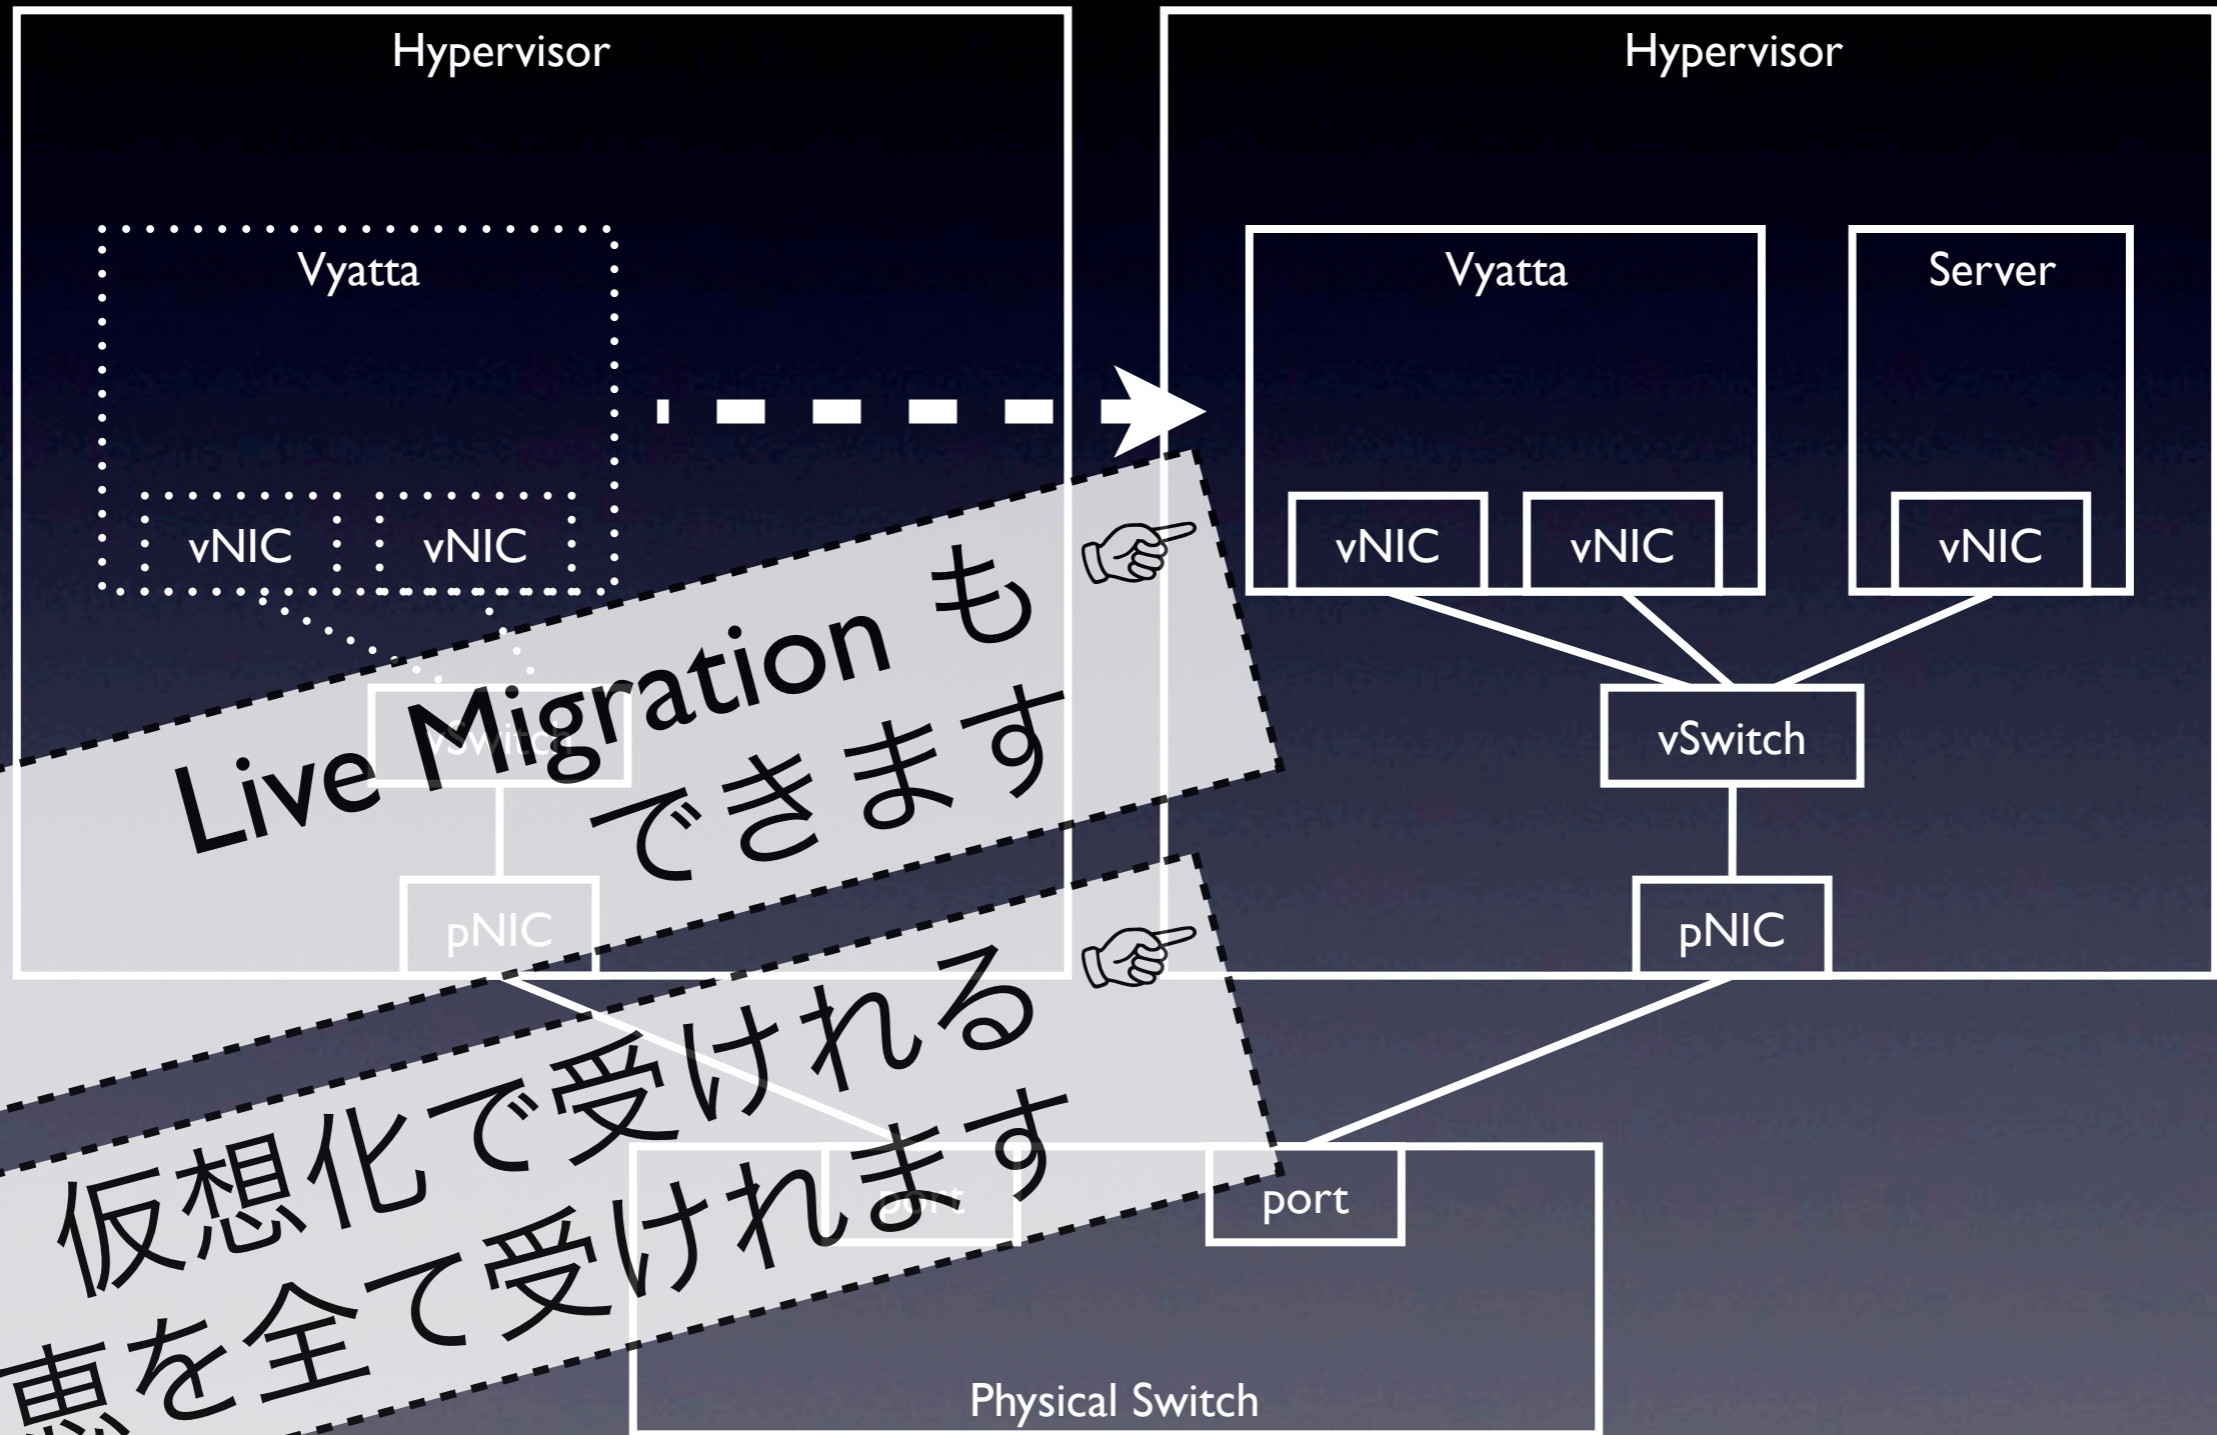 Hypervisor
Hypervisor
Vyatta
Vyatta
Server
vNIC
vNIC
vNIC
vNIC
vNIC
Live Migration も ☞
できます
vSwitch
vSwitch
pNIC
pNIC
仮想化で受けれる ☞
恵を全て受けれます
port
port
Physical Switch